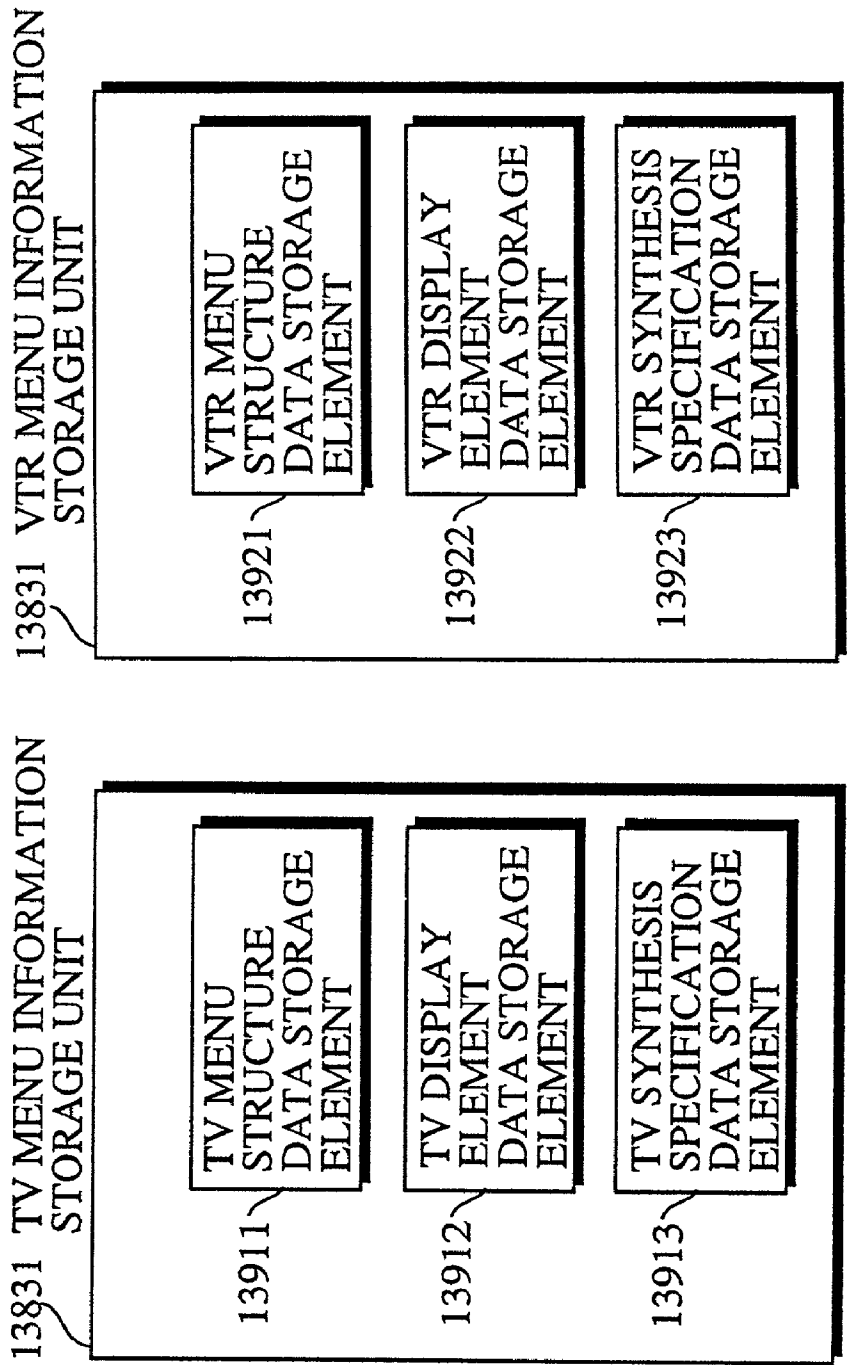 13831 TV MENU INFORMATION
STORAGE UNIT
13911
TV MENU
STRUCTURE
DATA STORAGE
ELEMENT
13912
TV DISPLAY
ELEMENT
DATA STORAGE
ELEMENT
13913
TV SYNTHESIS
SPECIFICATION
DATA STORAGE
ELEMENT
13831 VTR MENU INFORMATION
STORAGE UNIT
13921
VTR MENU
STRUCTURE
DATA STORAGE
ELEMENT
13922
VTR DISPLAY
ELEMENT
DATA STORAGE
ELEMENT
13923
VTR SYNTHESIS
SPECIFICATION
DATA STORAGE
ELEMENT